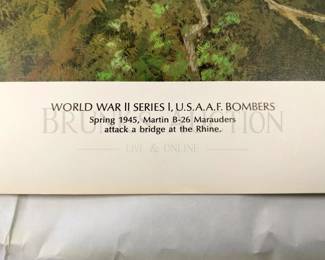 WORLD WAR II SERIES I, U.S.A.A.F. BOMBERS
Spring 1945, Martin B-26 Marauders
attack a bridge at the Rhine.
LIVE & ONLINE